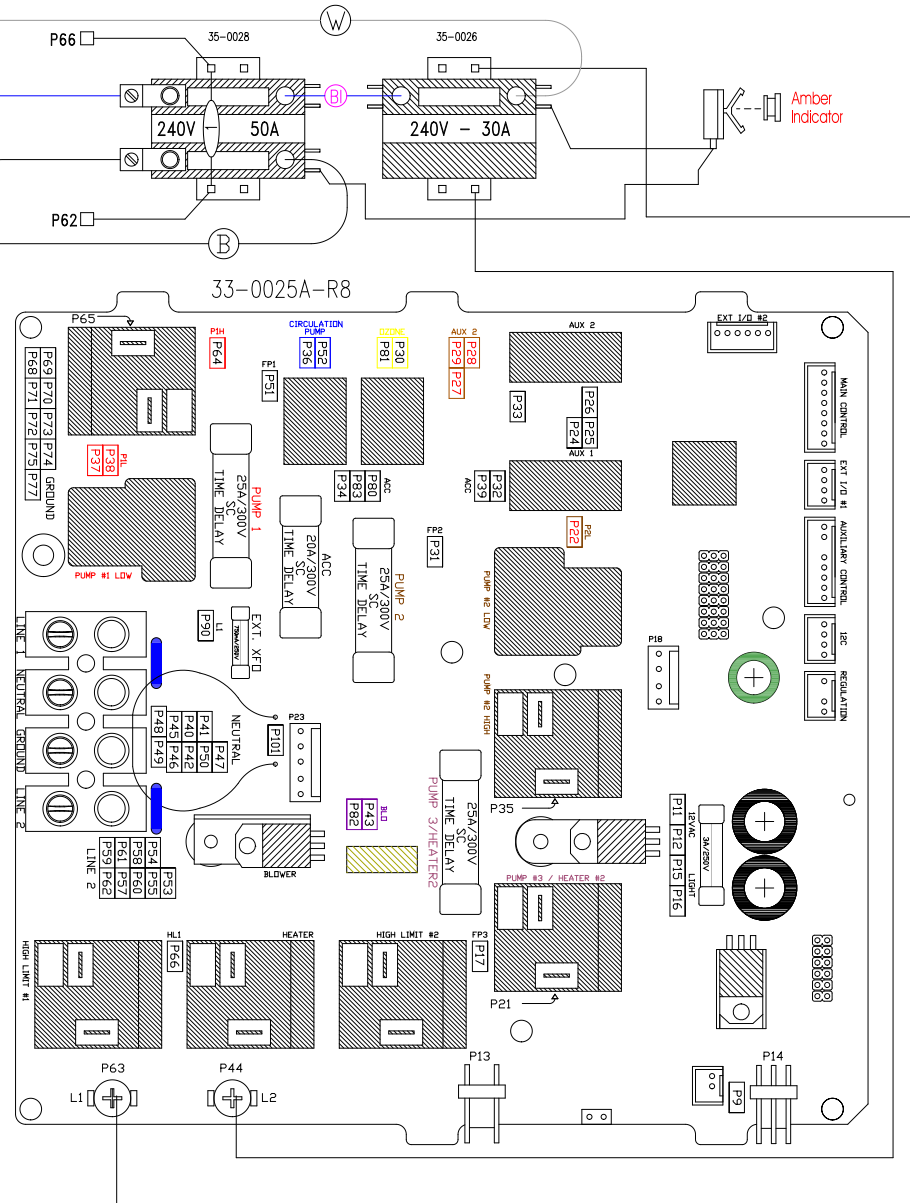 W
P66
35-0028
35-0026
BI
Amber
Indicator
240V
1
50A
240V - 30A
P62
B
33-0025A-R8
P65
P1H
P64
CIRCULATION
PUMP
P36
P52
OZONE
P81
P30
AUX 2
P29
P28
P27
AUX 2
EXT I/O #2
FP1
P51
P33
P26
P24
P25
MAIN CONTROL
P68
P69
P71
P70
P72
P73
P75
P74
P77
GROUND
P37
P38
P1L
PUMP 1
25A/300V
SC
TIME DELAY
ACC
20A/300V
SC
TIME DELAY
P34
P83
P80
ACC
ACC
P39
P32
AUX 1
EXT I/O #1
P22
P2L
FP2
P31
PUMP 2
25A/300V
SC
TIME DELAY
AUXILIARY CONTROL
PUMP #1 LOW
PUMP #2 LOW
LINE 1
L1
P90
EXT. XFO
750mA/250V
P18
I2C
NEUTRAL
REGULATION
PUMP #2 HIGH
P48
P45
P40
P41
P49
P46
P42
P50
P47
NEUTRAL
P23
P101
GROUND
LINE 2
P35
BLO
P82
P43
PUMP 3/HEATER2
25A/300V
SC
TIME DELAY
P11
P12
P15
P16
12VAC
LIGHT
3A/250V
LINE 2
P59
P61
P58
P54
P62
P57
P60
P55
P53
BLOWER
PUMP #3 / HEATER #2
HIGH LIMIT #1
HL1
P66
HEATER
HIGH LIMIT #2
FP3
P17
P21
P63
L1
P44
L2
P13
P9
P14